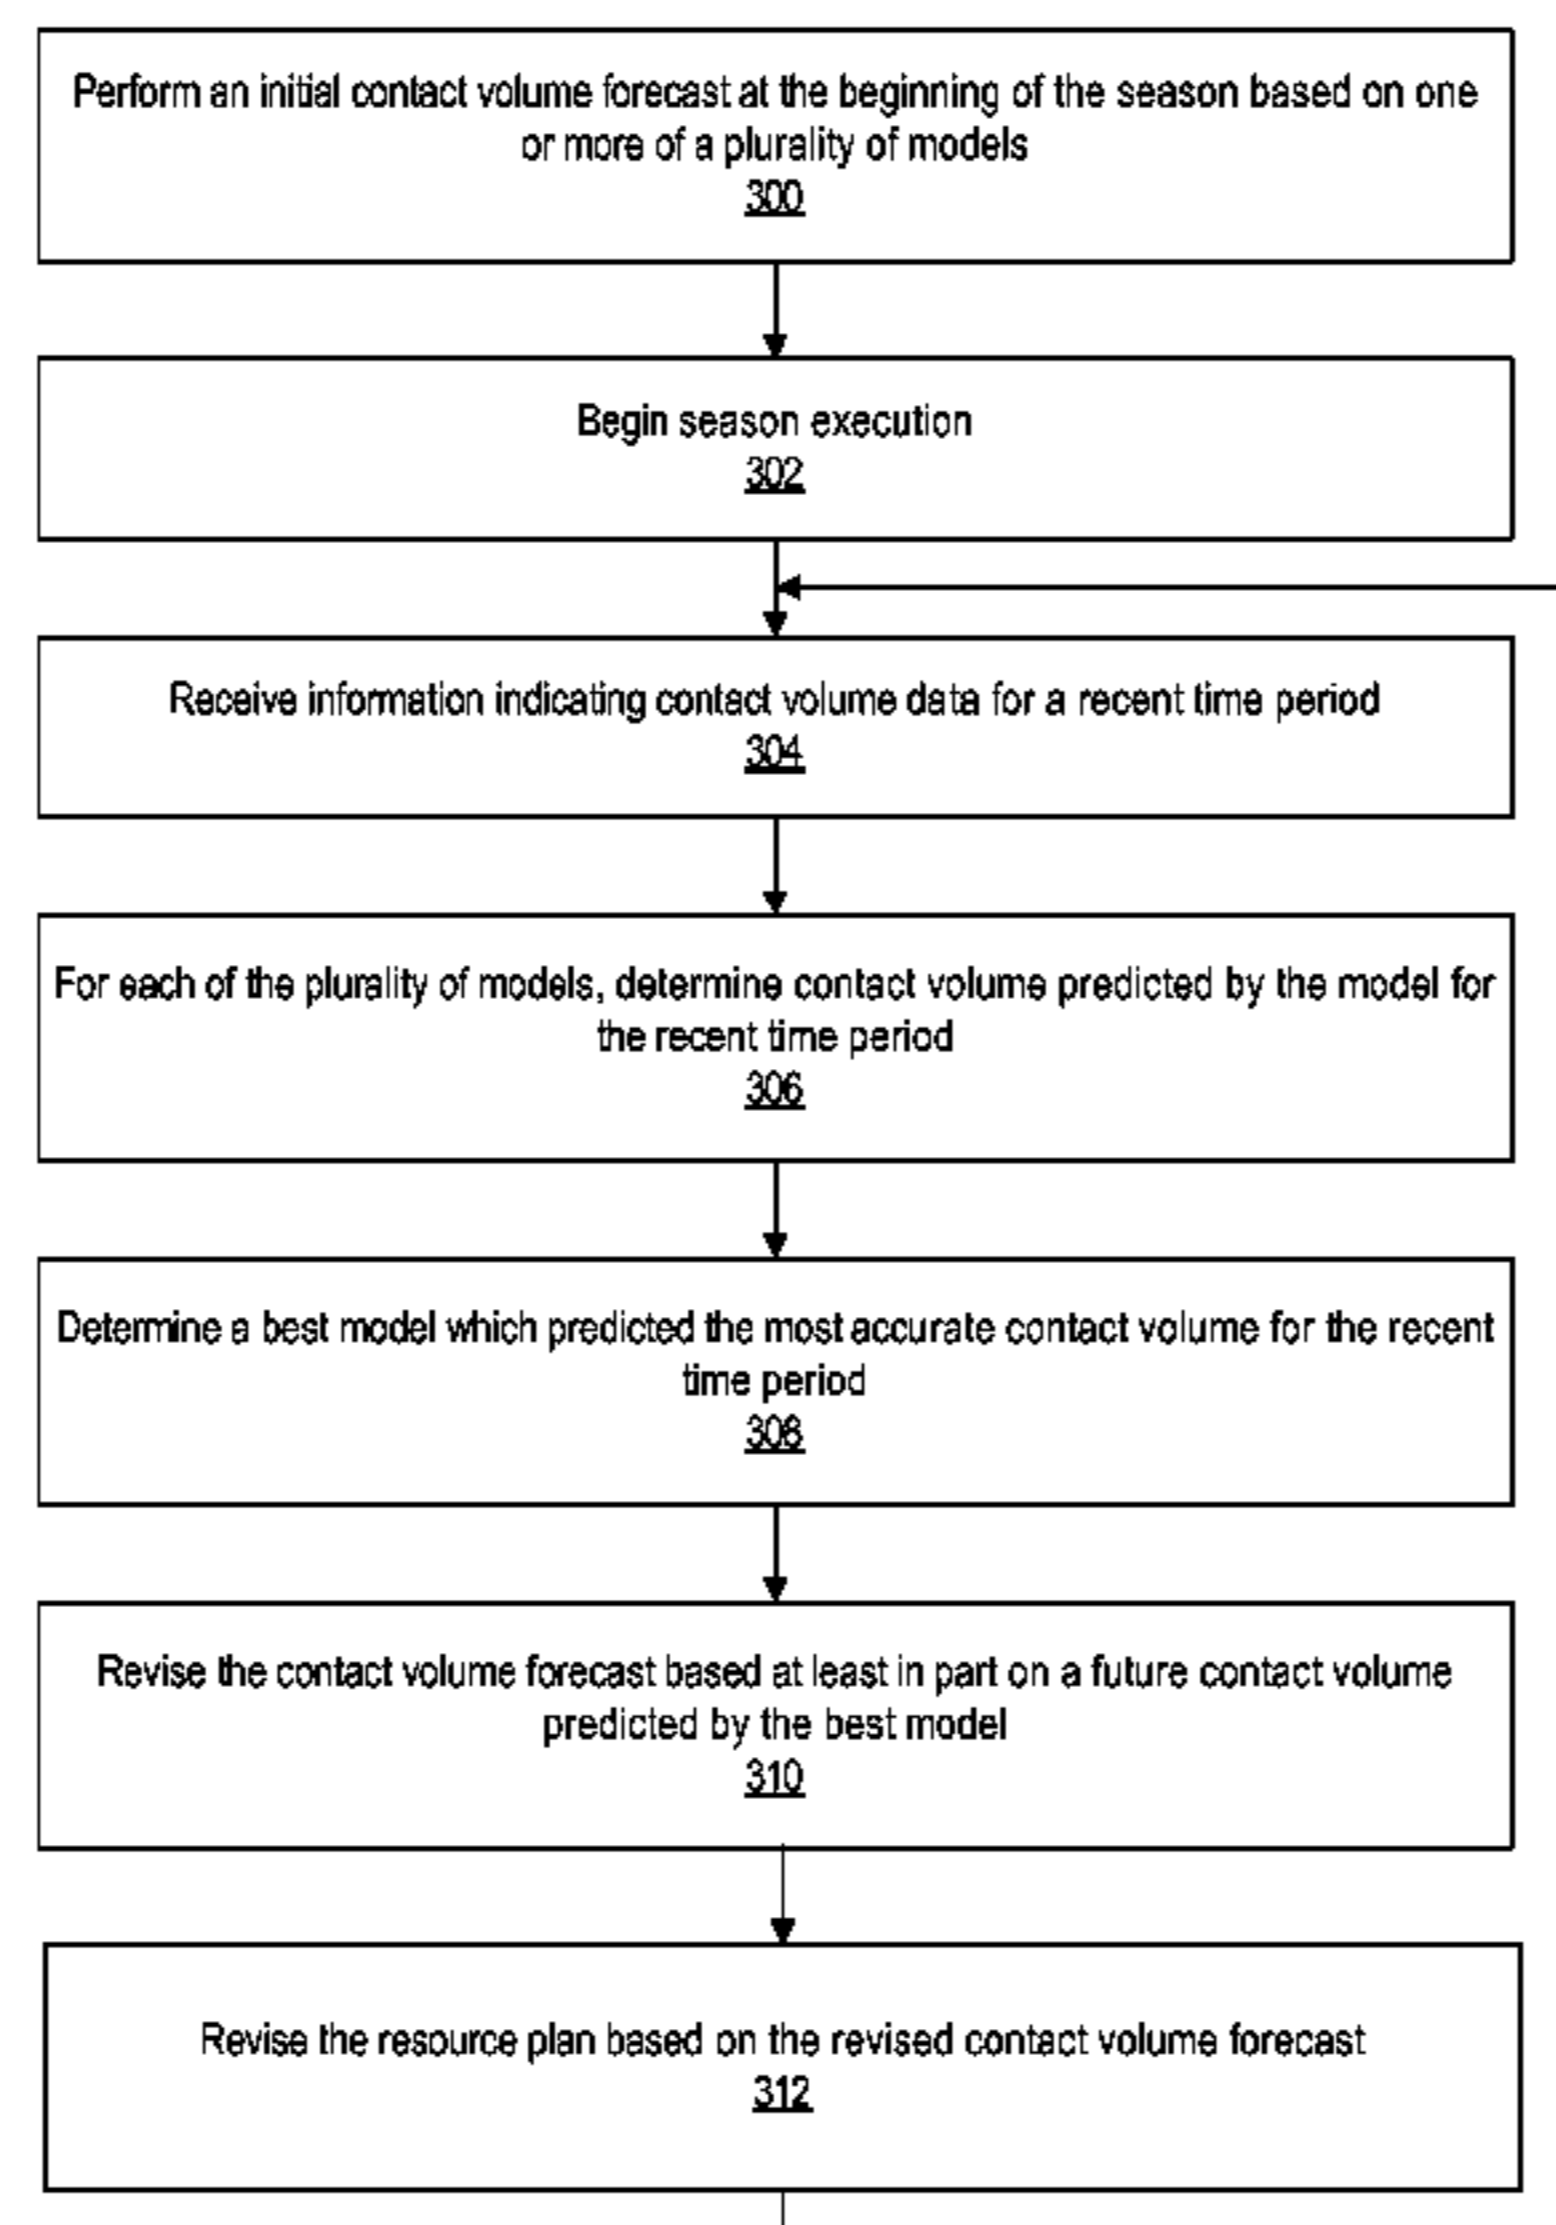 Perform an initial contact volume forecast at the beginning of the season based on one
or more of a plurality of models
300
Begin season execution
302
Receive information indicating contact volume data for a recent time period
304
For each of the plurality of models, determine contact volume predicted by the model for
the recent time period
306
Determine a best model which predicted the most accurate contact volume for the recent
time period
308
Revise the contact volume forecast based at least in part on a future contact volume
predicted by the best model
310
Revise the resource plan based on the revised contact volume forecast
312